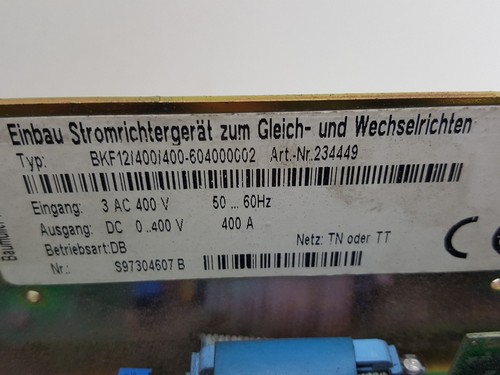 Einbau Stromrichtergerät zum Gleich- und Wechselrichten
Typ: BKF12/400/400-604000002 Art.-Nr.234449
Eingang: 3 AC 400 V 50 ... 60Hz
Ausgang: DC 0..400 V 400 A
Betriebsart:DB
Netz: TN oder TT
Nr.: S97304607 B
CE